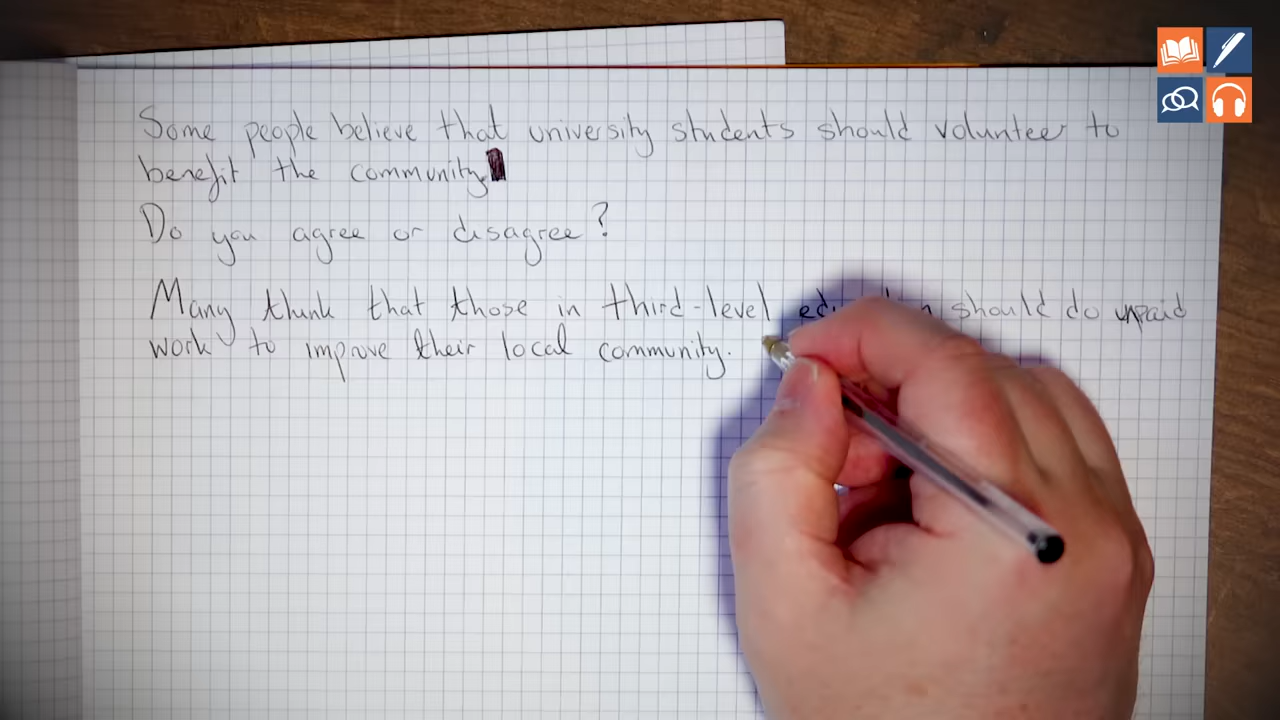 Some people believe that university students should volunteer to
benefit the community.
Do you agree or disagree?
Many think that those in third-level should do unpaid
work to improve their local community.